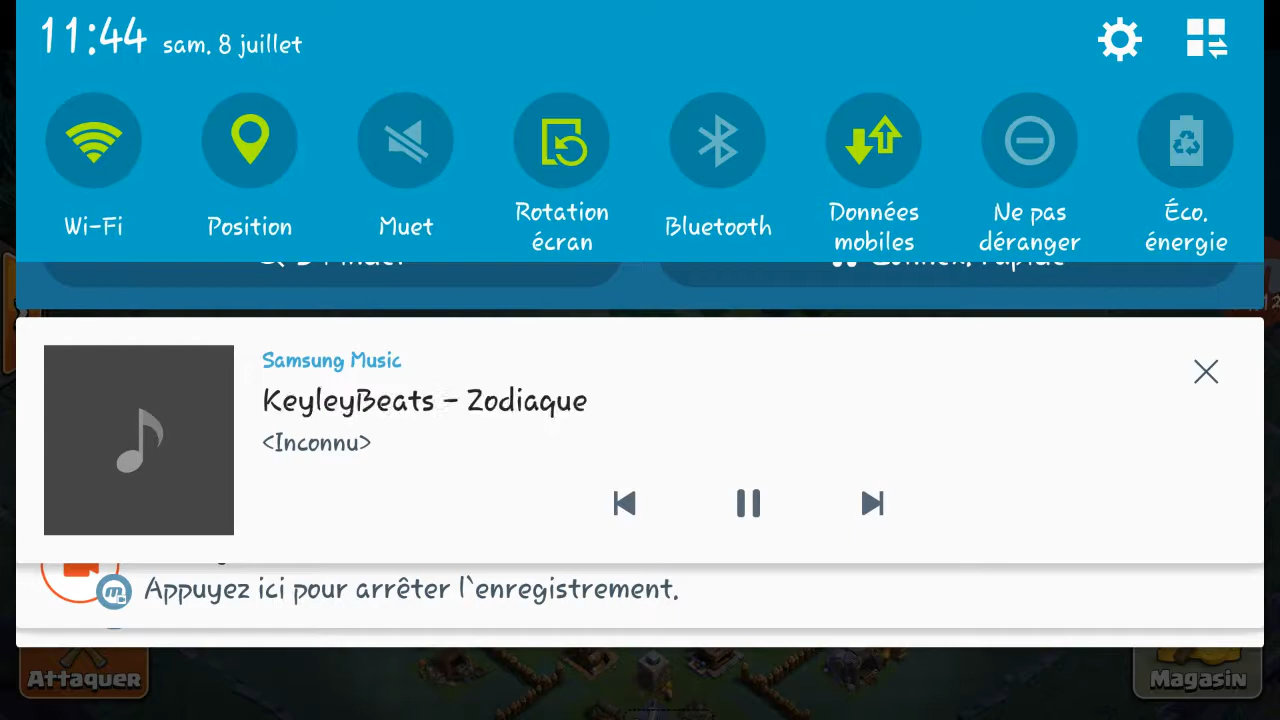 11:44 sam. 8 juillet
Wi-Fi
Position
Muet
Rotation
écran
Bluetooth
Données
mobiles
Ne pas
déranger
Éco.
énergie
Samsung Music
KeyleyBeats - Zodiaque
<Inconnu>
Appuyez ici pour arrêter l`enregistrement.
Attaquer
Magasin